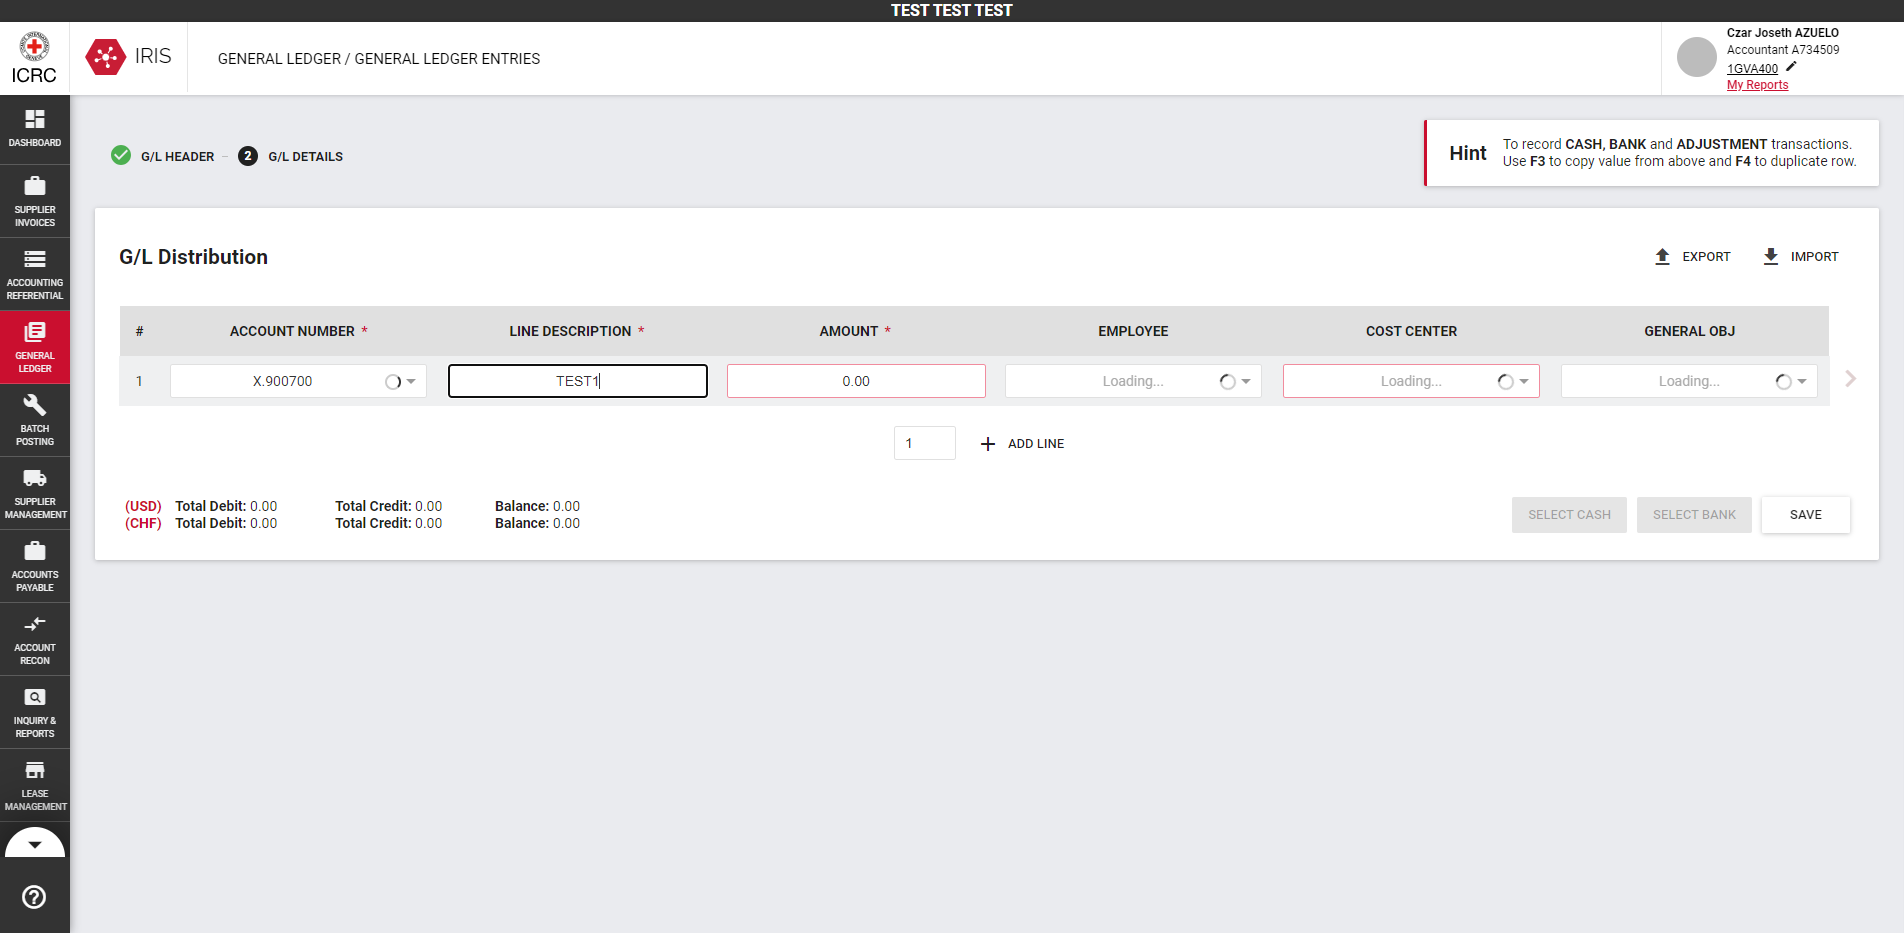 TEST TEST TEST
ICRC
IRIS
GENERAL LEDGER / GENERAL LEDGER ENTRIES
Czar Joseth AZUELO
Accountant A734509
1GVA400
My Reports
DASHBOARD
SUPPLIER
INVOICES
ACCOUNTING
REFERENTIAL
GENERAL
LEDGER
BATCH
POSTING
SUPPLIER
MANAGEMENT
ACCOUNTS
PAYABLE
ACCOUNT
RECON
INQUIRY &
REPORTS
LEASE
MANAGEMENT
G/L HEADER - 2 G/L DETAILS
Hint
To record CASH, BANK and ADJUSTMENT transactions.
Use F3 to copy value from above and F4 to duplicate row.
G/L Distribution
EXPORT IMPORT
# ACCOUNT NUMBER * LINE DESCRIPTION * AMOUNT * EMPLOYEE COST CENTER GENERAL OBJ
1 X.900700 TEST1 0.00 Loading... Loading... Loading...
1 + ADD LINE
(USD) Total Debit: 0.00 Total Credit: 0.00 Balance: 0.00
(CHF) Total Debit: 0.00 Total Credit: 0.00 Balance: 0.00
SELECT CASH SELECT BANK SAVE